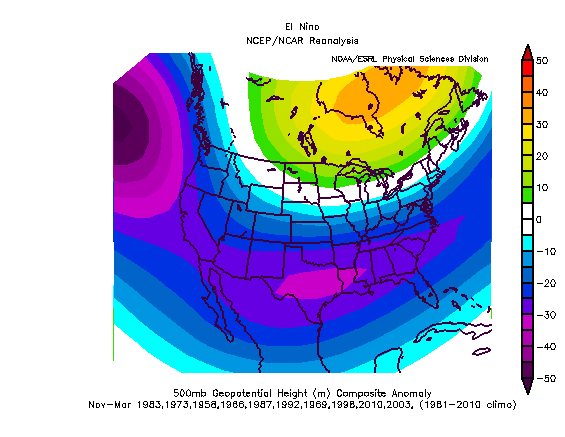 El Nino
NCEP/NCAR Reanalysis
NOAA/ESRL Physical Sciences Division
50
40
30
20
10
0
−10
−20
−30
−40
−50
500mb Geopotential Height (m) Composite Anomaly
Nov-Mar 1983,1973,1958,1966,1987,1992,1969,1998,2010,2003, (1981-2010 climo)